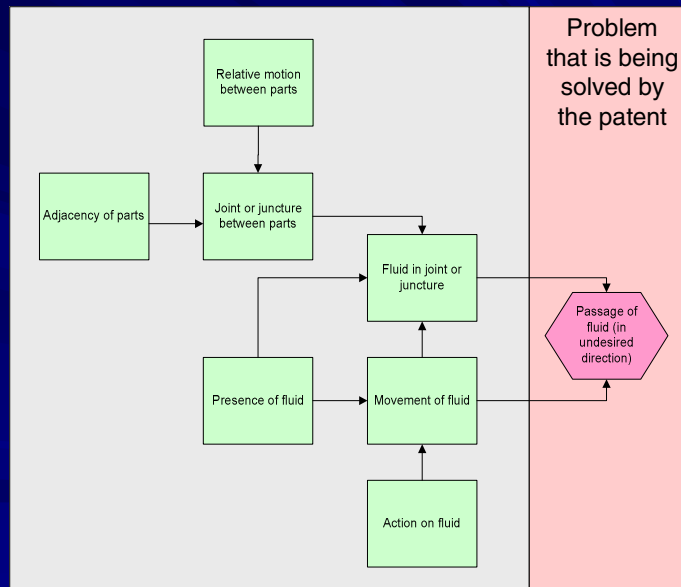 Problem
that is being
solved by
the patent
Relative motion
between parts
Adjacency of parts
Joint or juncture
between parts
Fluid in joint or
juncture
Passage of
fluid (in
undesired
direction)
Presence of fluid
Movement of fluid
Action on fluid